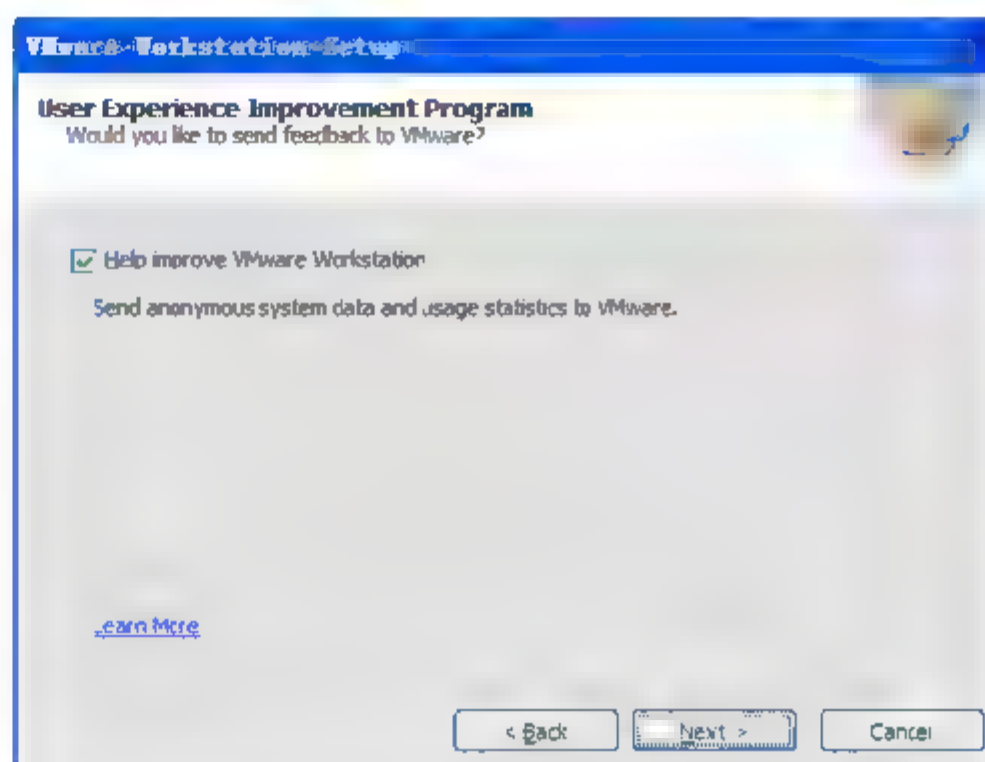 VMware Workstation Setup
User Experience Improvement Program
Would you like to send feedback to VMware?
Help improve VMware Workstation
Send anonymous system data and usage statistics to VMware.
Learn More
< Back Next > Cancel